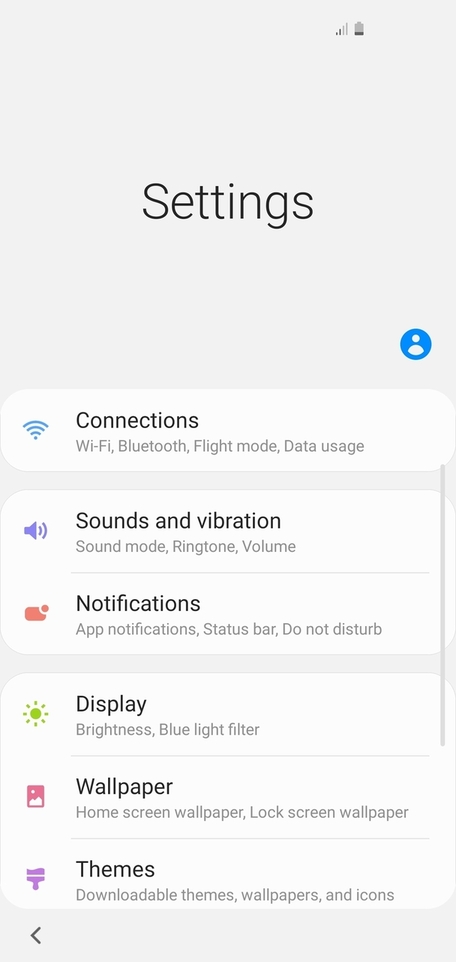 Settings
Connections
Wi-Fi, Bluetooth, Flight mode, Data usage
Sounds and vibration
Sound mode, Ringtone, Volume
Notifications
App notifications, Status bar, Do not disturb
Display
Brightness, Blue light filter
Wallpaper
Home screen wallpaper, Lock screen wallpaper
Themes
Downloadable themes, wallpapers, and icons